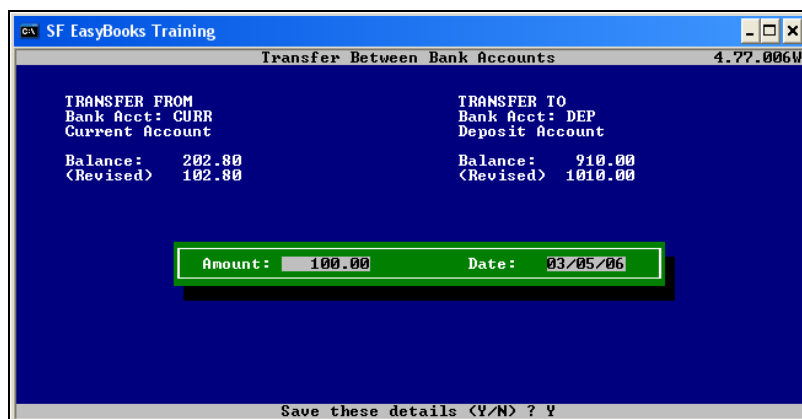 SF EasyBooks Training
Transfer Between Bank Accounts 4.77.006W
TRANSFER FROM
Bank Acct: CURR
Current Account
Balance: 202.80
(Revised) 102.80
TRANSFER TO
Bank Acct: DEP
Deposit Account
Balance: 910.00
(Revised) 1010.00
Amount: 100.00 Date: 03/05/06
Save these details (Y/N) ? Y